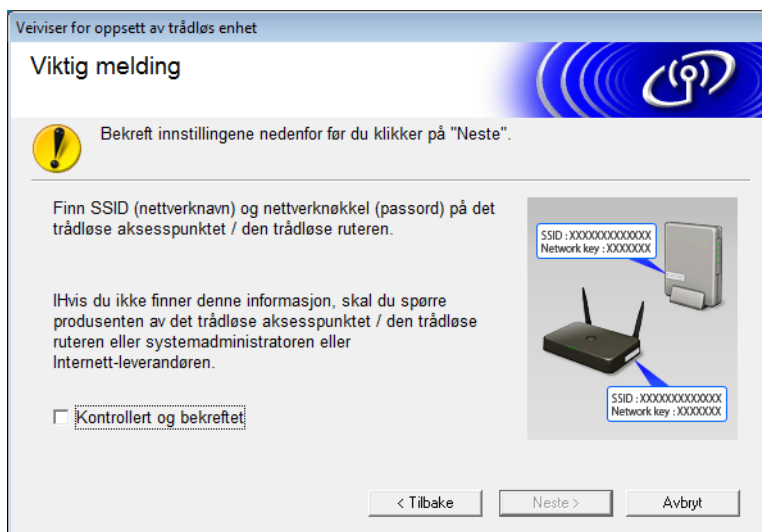 Veiviser for oppsett av trådløs enhet
Viktig melding
Bekreft innstillingene nedenfor før du klikker på "Neste".
Finn SSID (nettverknavn) og nettverknøkkel (passord) på det
trådløse aksesspunktet / den trådløse ruteren.
SSID : XXXXXXXXXXXXX
Network key : XXXXXXX
IHvis du ikke finner denne informasjon, skal du spørre
produsenten av det trådløse aksesspunktet / den trådløse
ruteren eller systemadministratoren eller
Internett-leverandøren.
SSID : XXXXXXXXXXXXX
Network key : XXXXXXX
Kontrollert og bekreftet
< Tilbake
Neste >
Avbryt